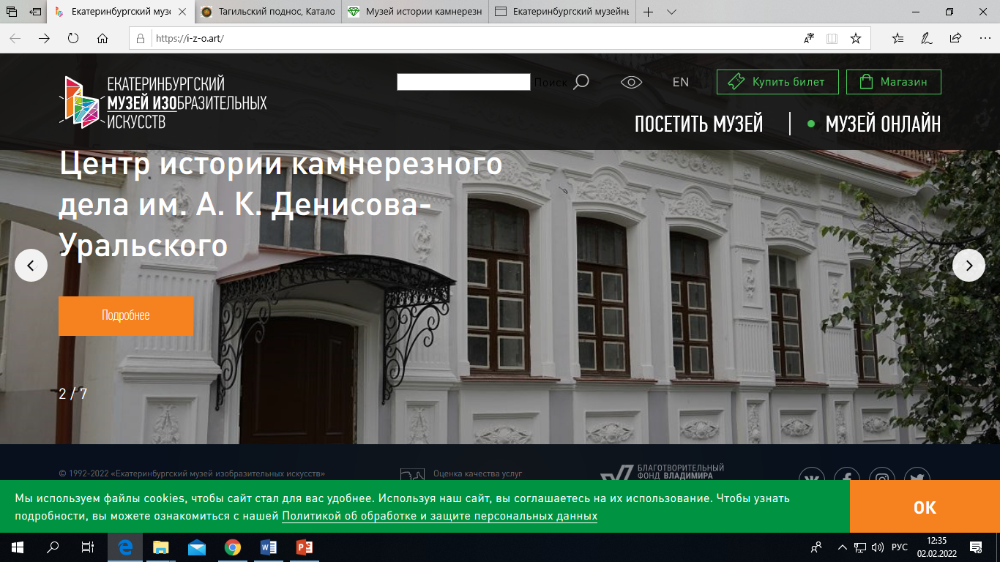 Екатеринбургский музе
Тагильский поднос, Катало
Музей истории камнерезн
Екатеринбургский музейны
https://i-z-o.art/
ЕКАТЕРИНБУРГСКИЙ
МУЗЕЙ ИЗОБРАЗИТЕЛЬНЫХ
ИСКУССТВ
Поиск
EN
Купить билет
Магазин
ПОСЕТИТЬ МУЗЕЙ
МУЗЕЙ ОНЛАЙН
Центр истории камнерезного
дела им. А. К. Денисова-
Уральского
Подробнее
2 / 7
© 1992-2022 «Екатеринбургский музей изобразительных искусств»
Оценка качества услуг
БЛАГОТВОРИТЕЛЬНЫЙ
ФОНД ВЛАДИМИРА
Мы используем файлы cookies, чтобы сайт стал для вас удобнее. Используя наш сайт, вы соглашаетесь на их использование. Чтобы узнать
подробности, вы можете ознакомиться с нашей Политикой об обработке и защите персональных данных
ОК
РУС
12:35
02.02.2022